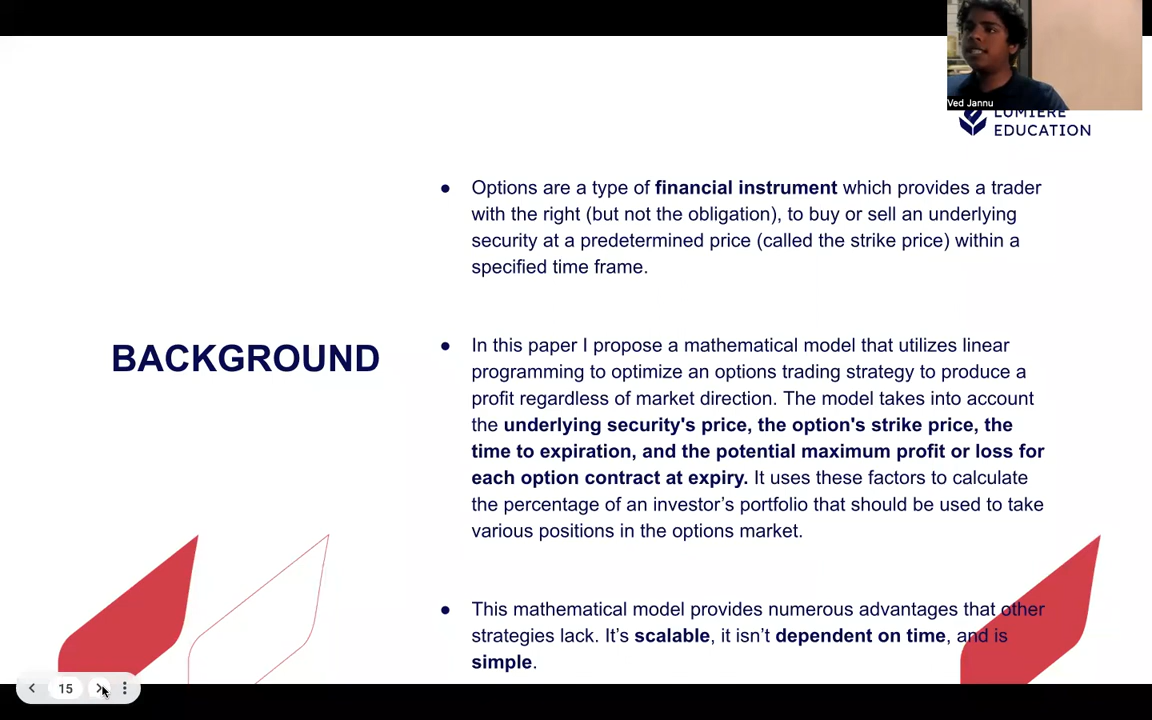 Ved Jannu
LUMIERE
EDUCATION
● Options are a type of financial instrument which provides a trader
with the right (but not the obligation), to buy or sell an underlying
security at a predetermined price (called the strike price) within a
specified time frame.
BACKGROUND
● In this paper I propose a mathematical model that utilizes linear
programming to optimize an options trading strategy to produce a
profit regardless of market direction. The model takes into account
the underlying security's price, the option's strike price, the
time to expiration, and the potential maximum profit or loss for
each option contract at expiry. It uses these factors to calculate
the percentage of an investor’s portfolio that should be used to take
various positions in the options market.
● This mathematical model provides numerous advantages that other
strategies lack. It’s scalable, it isn’t dependent on time, and is
simple.
15